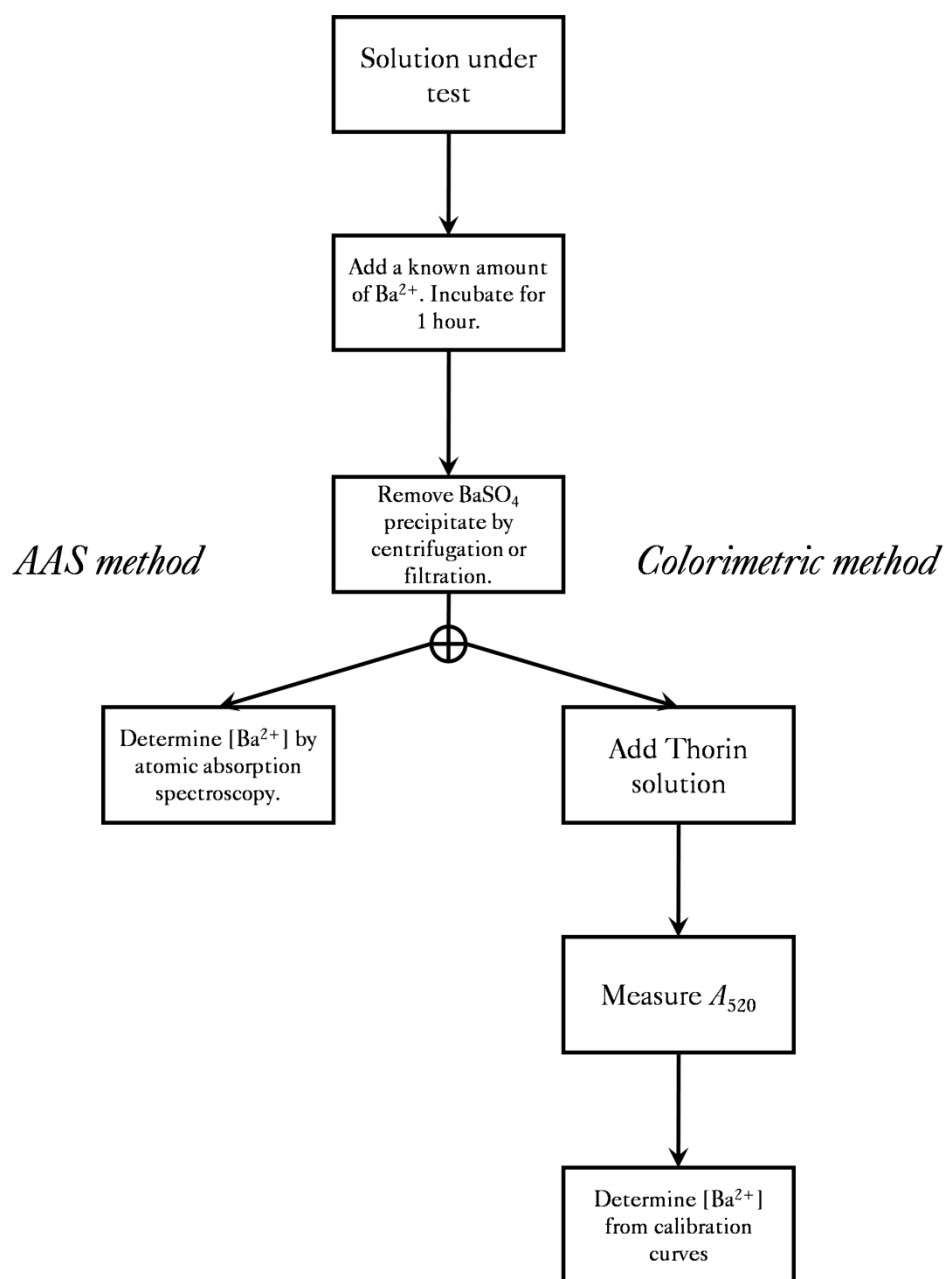 Solution under
test
Add a known amount
of Ba²⁺. Incubate for
1 hour.
Remove BaSO₄
precipitate by
centrifugation or
filtration.
AAS method
Colorimetric method
Determine [Ba²⁺] by
atomic absorption
spectroscopy.
Add Thorin
solution
Measure A₅₂₀
Determine [Ba²⁺]
from calibration
curves